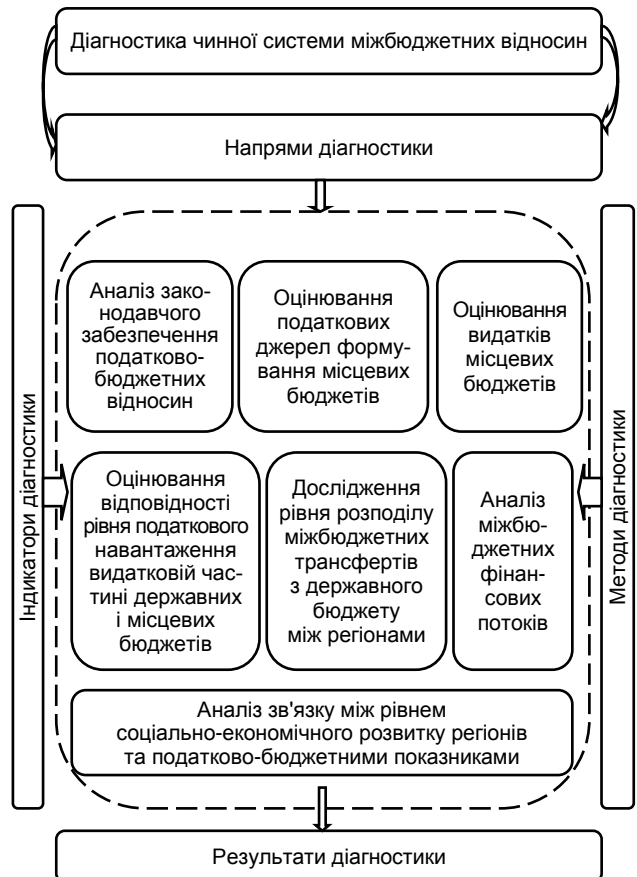 Діагностика чинної системи міжбюджетних відносин
Напрями діагностики
Індикатори діагностики
Аналіз зако-
нодавчого
забезпечення
податково-
бюджетних
відносин
Оцінювання
податкових
джерел форму-
вання місцевих
бюджетів
Оцінювання
видатків
місцевих
бюджетів
Оцінювання
відповідності
рівня податкового
навантаження
видатковій час-
тині державних
і місцевих
бюджетів
Дослідження
рівня розподілу
міжбюджетних
трансфертів
з державного
бюджету
між регіонами
Аналіз
міжбю-
джетних
фінан-
сових
потоків
Аналіз зв'язку між рівнем
соціально-економічного розвитку регіонів
та податково-бюджетними показниками
Методи діагностики
Результати діагностики